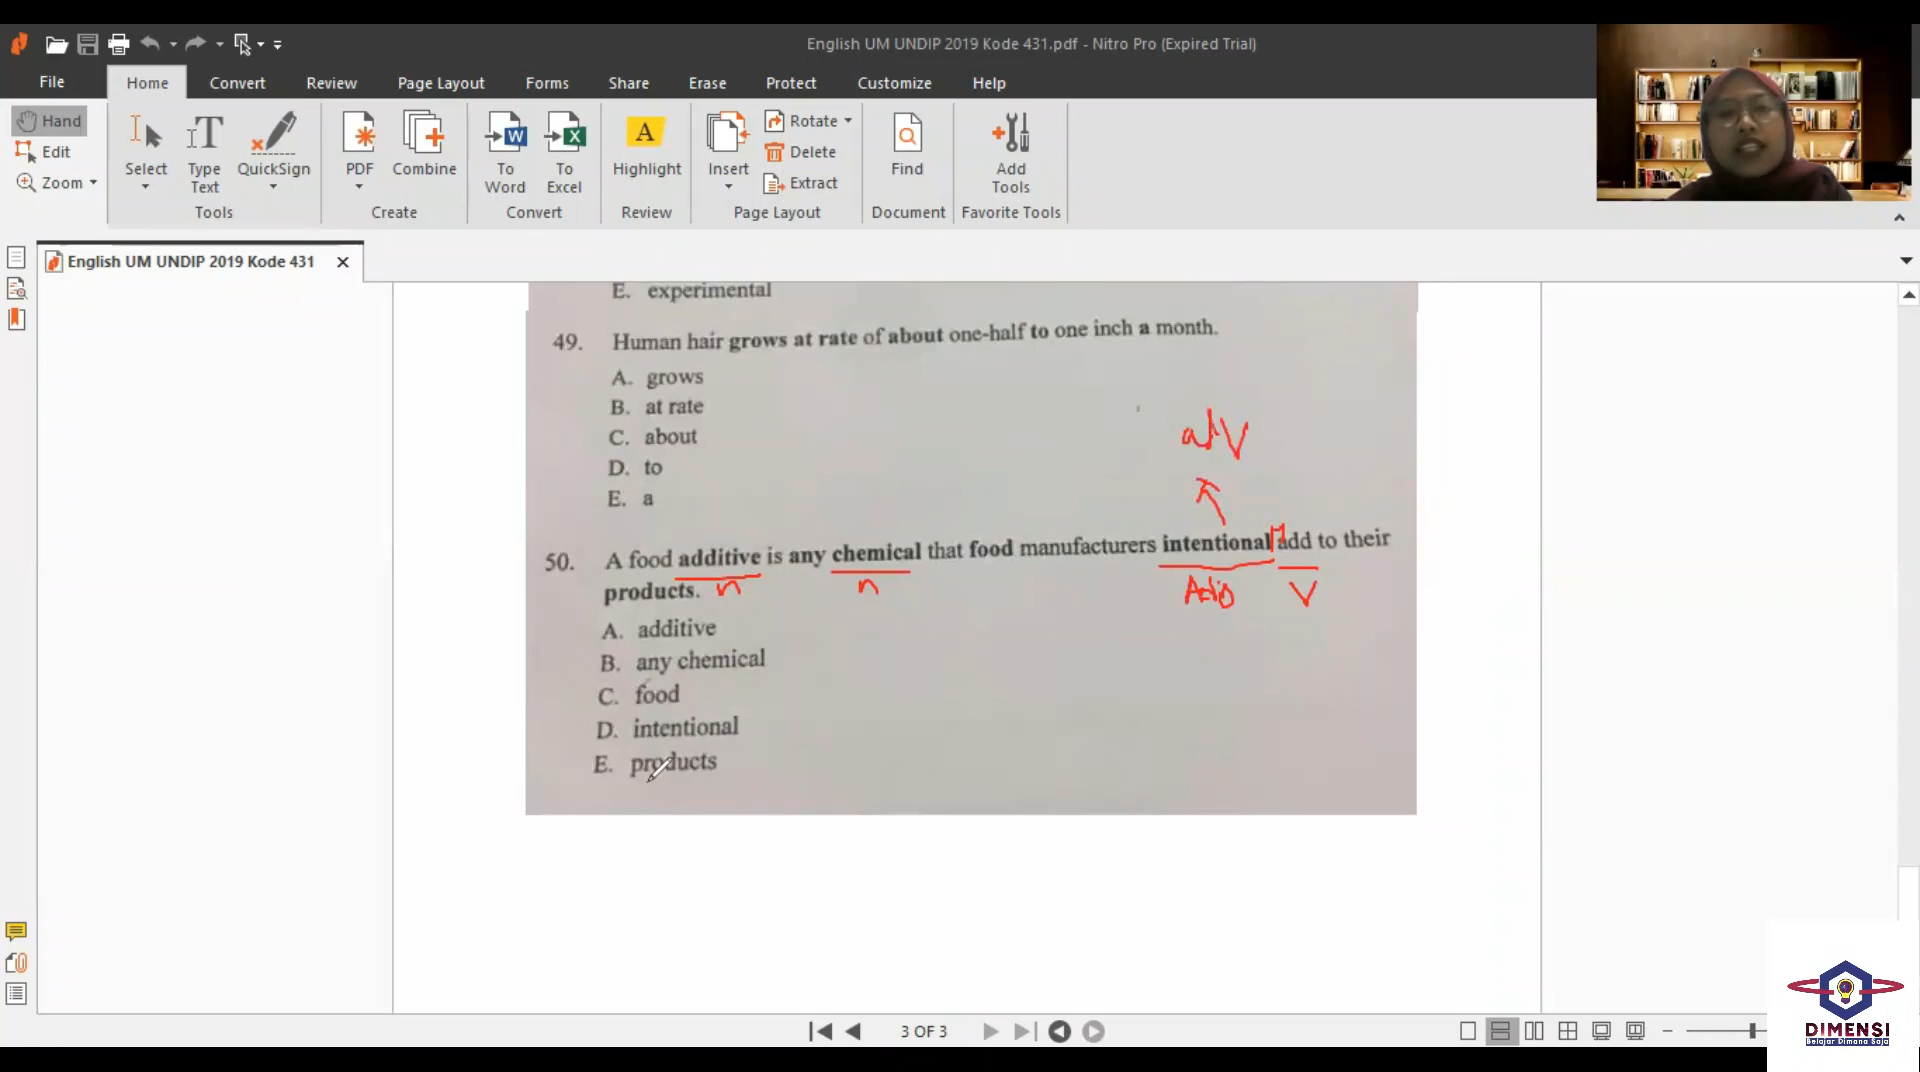 English UM UNDIP 2019 Kode 431.pdf - Nitro Pro (Expired Trial)
File Home Convert Review Page Layout Forms Share Erase Protect Customize Help
Hand
Edit
Zoom
Select
Type Text
QuickSign
Tools
PDF
Combine
Create
To Word
To Excel
Convert
A
Highlight
Review
Insert
Rotate
Delete
Extract
Page Layout
Find
Document
Add Tools
Favorite Tools
English UM UNDIP 2019 Kode 431
E. experimental
49. Human hair grows at rate of about one-half to one inch a month.
A. grows
B. at rate
C. about
D. to
E. a
adv
50. A food additive is any chemical that food manufacturers intentional add to their
products. n n Adj V
A. additive
B. any chemical
C. food
D. intentional
E. products
3 OF 3
DIMENSI
Belajar Dimana Saja